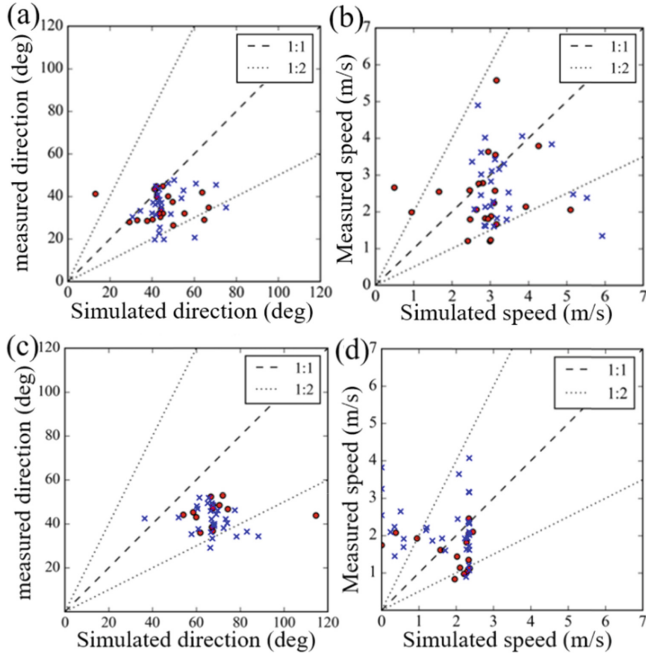 (a)
120
100
80
60
40
20
0
measured direction (deg)
1:1
1:2
0 20 40 60 80 100 120
Simulated direction (deg)
(b)
7
6
5
4
3
2
1
0
Measured speed (m/s)
1:1
1:2
0 1 2 3 4 5 6 7
Simulated speed (m/s)
(c)
120
100
80
60
40
20
measured direction (deg)
1:1
1:2
0 20 40 60 80 100 120
Simulated direction (deg)
(d)
7
6
5
4
3
2
1
Measured speed (m/s)
1:1
1:2
0 1 2 3 4 5 6 7
Simulated speed (m/s)